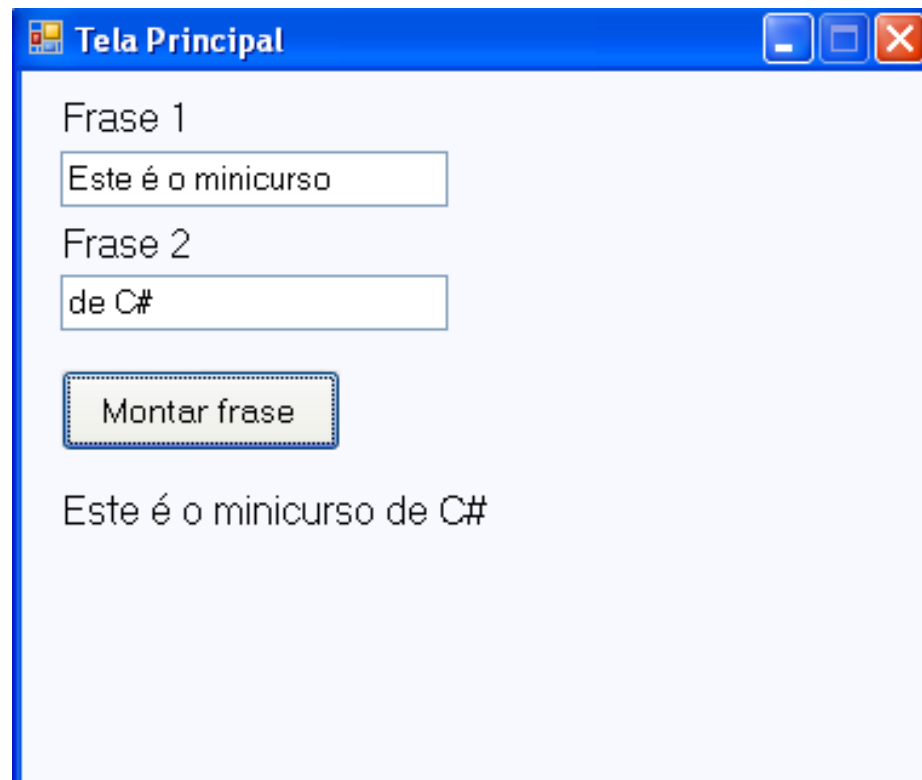 Tela Principal
Frase 1
Este é o minicurso
Frase 2
de C#
Montar frase
Este é o minicurso de C#